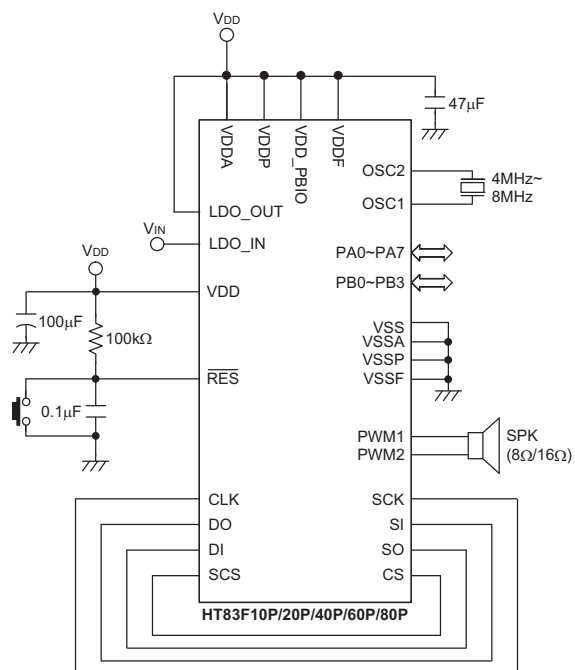 VDD
47μF
VDDA
VDDP
VDD_PBIO
VDDF
OSC2
4MHz~
8MHz
OSC1
LDO_OUT
VIN
LDO_IN
PA0~PA7
VDD
PB0~PB3
VDD
100μF
100kΩ
VSS
VSSA
VSSP
RES
VSSF
0.1μF
PWM1
SPK
PWM2
(8Ω/16Ω)
CLK
SCK
DO
SI
DI
SO
SCS
CS
HT83F10P/20P/40P/60P/80P